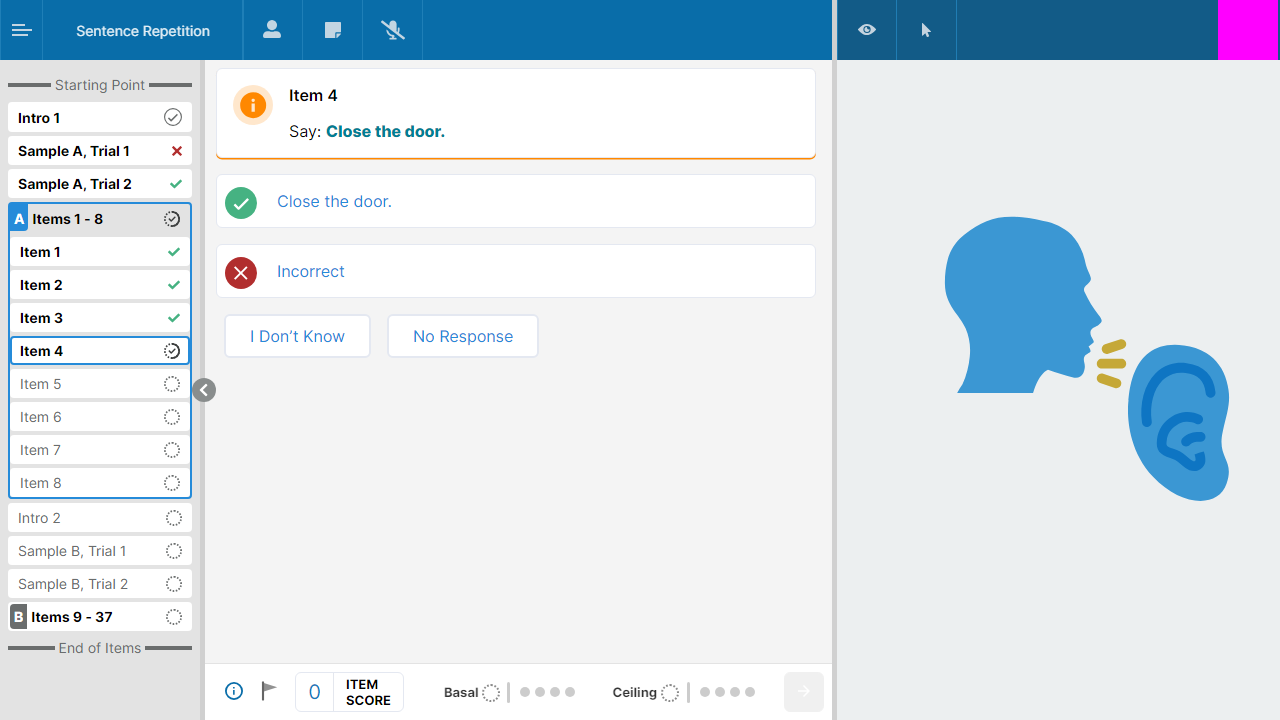 Sentence Repetition
Starting Point
Intro 1
Sample A, Trial 1
Sample A, Trial 2
A Items 1 - 8
Item 1
Item 2
Item 3
Item 4
Item 5
Item 6
Item 7
Item 8
Intro 2
Sample B, Trial 1
Sample B, Trial 2
B Items 9 - 37
End of Items
Item 4
Say: Close the door.
Close the door.
Incorrect
I Don’t Know No Response
0 ITEM SCORE
Basal Ceiling